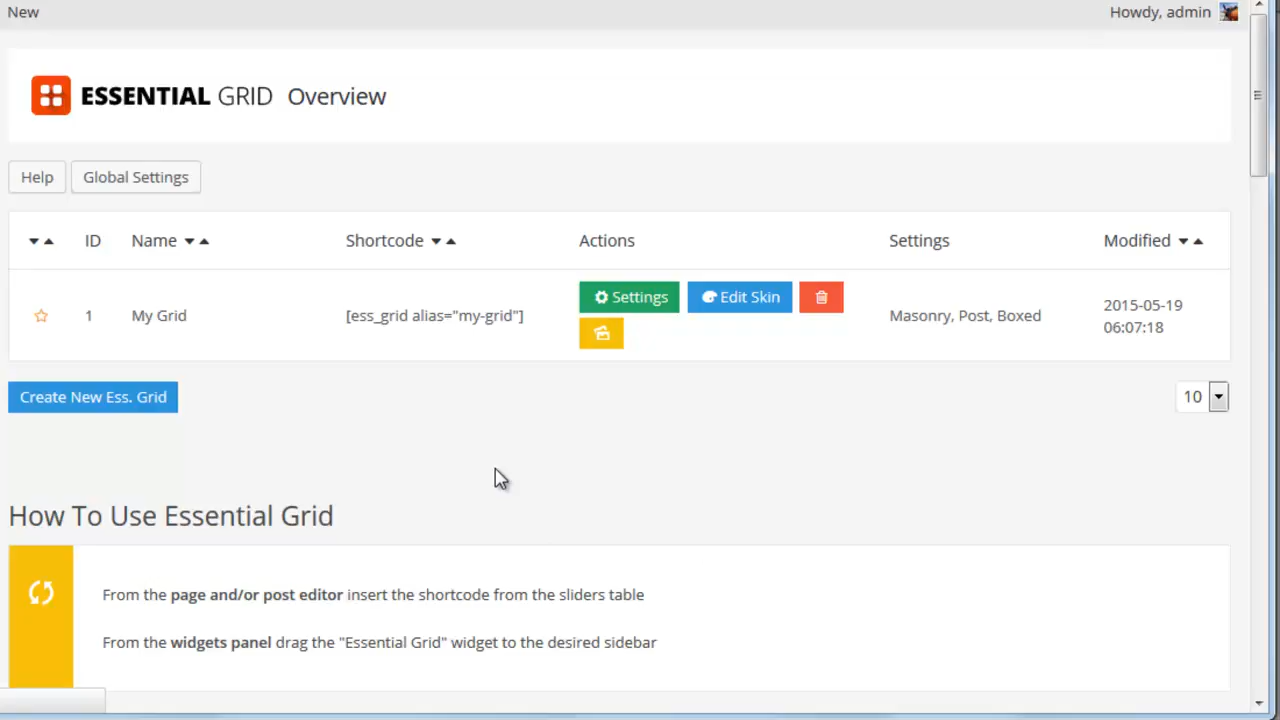 New
Howdy, admin
ESSENTIAL GRID Overview
Help
Global Settings
ID
Name
Shortcode
Actions
Settings
Modified
1
My Grid
[ess_grid alias="my-grid"]
Settings
Edit Skin
Masonry, Post, Boxed
2015-05-19
06:07:18
Create New Ess. Grid
10
How To Use Essential Grid
From the page and/or post editor insert the shortcode from the sliders table
From the widgets panel drag the "Essential Grid" widget to the desired sidebar